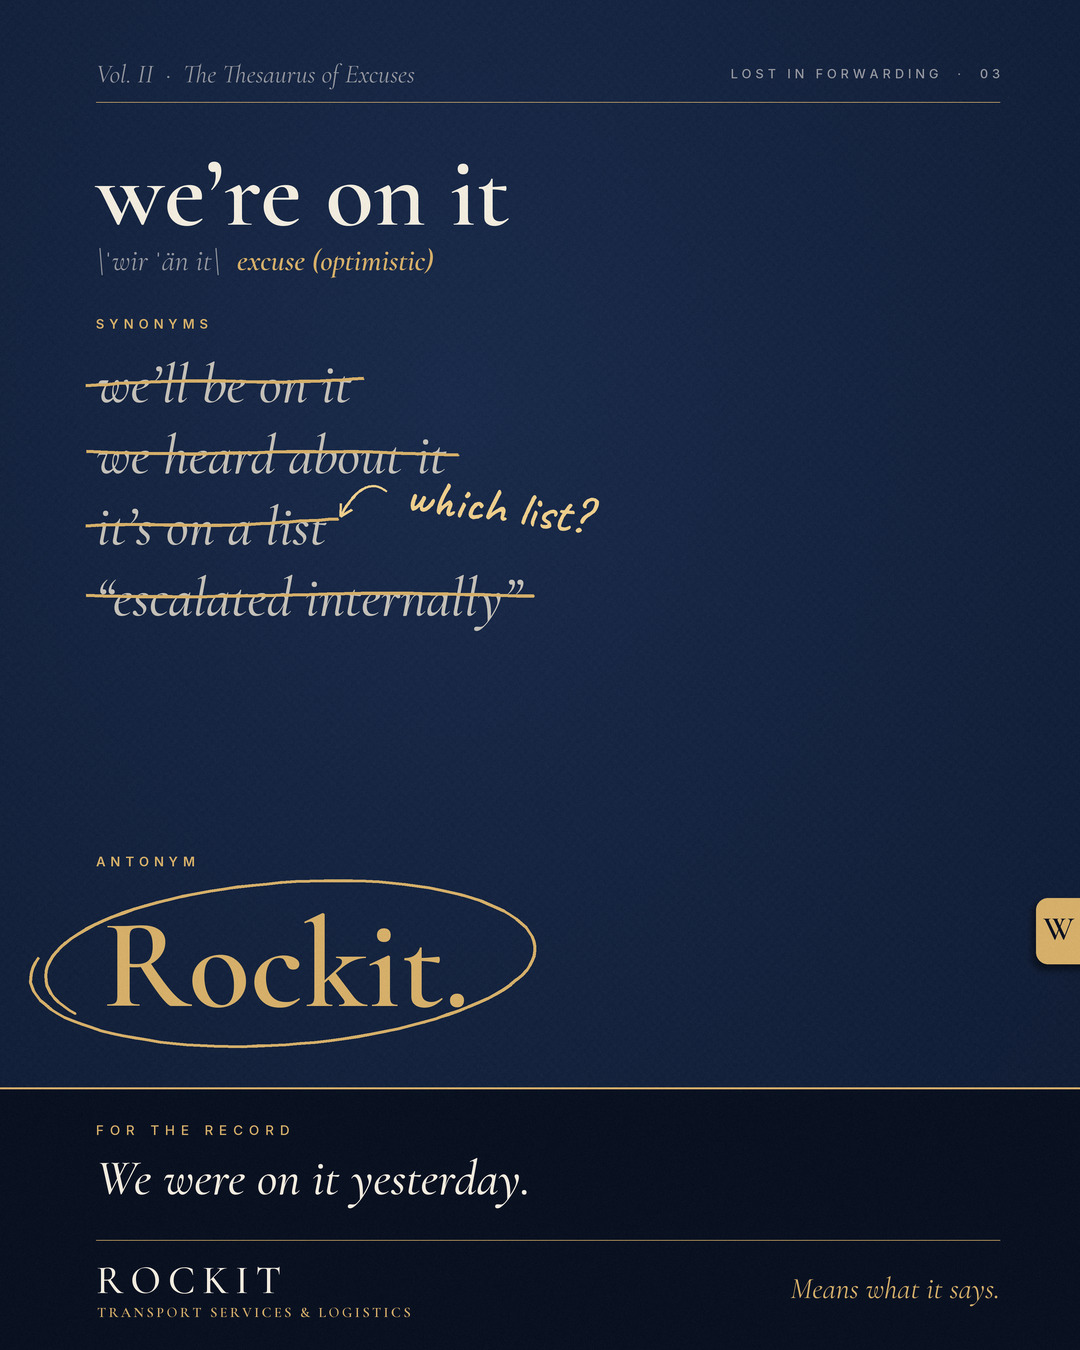 Vol. II · The Thesaurus of Excuses
LOST IN FORWARDING · 03
we’re on it
\ˈwir ˈän it\ excuse (optimistic)
SYNONYMS
we’ll be on it
we heard about it
which list?
it’s on a list
“escalated internally”
ANTONYM
Rockit.
W
FOR THE RECORD
We were on it yesterday.
ROCKIT
TRANSPORT SERVICES & LOGISTICS
Means what it says.